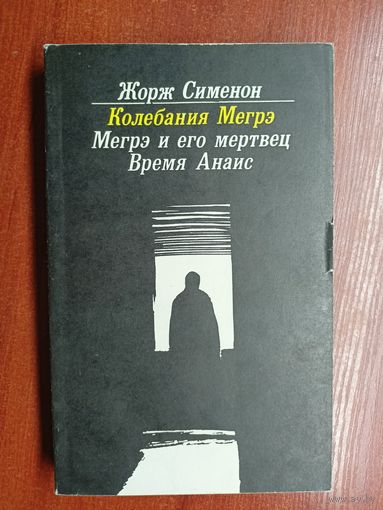 Жорж Сименон
Колебания Мегрэ
Мегрэ и его мертвец
Время Анаис